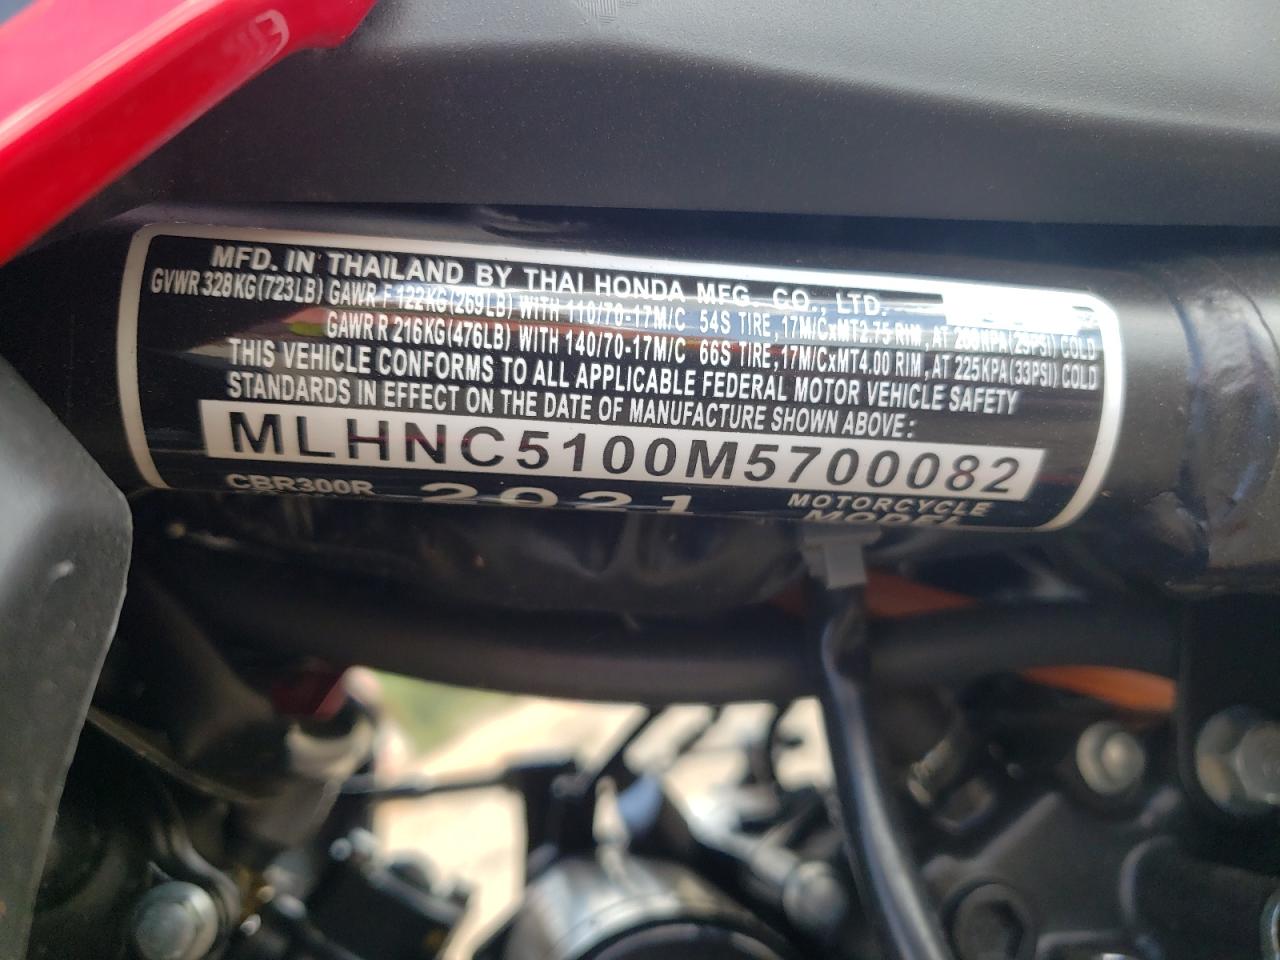 MFD. IN THAILAND BY THAI HONDA MFG. CO., LTD.
GVWR 328KG(723LB) GAWR F 122KG(269LB) WITH 110/70-17M/C 54S TIRE,17M/CxMT2.75 RIM, AT 200KPA(29PSI) COLD
GAWR R 216KG(476LB) WITH 140/70-17M/C 66S TIRE,17M/CxMT4.00 RIM, AT 225KPA(33PSI) COLD
THIS VEHICLE CONFORMS TO ALL APPLICABLE FEDERAL MOTOR VEHICLE SAFETY
STANDARDS IN EFFECT ON THE DATE OF MANUFACTURE SHOWN ABOVE:
MLHNC5100M5700082
CBR300R 2021 MOTORCYCLE
MODEL